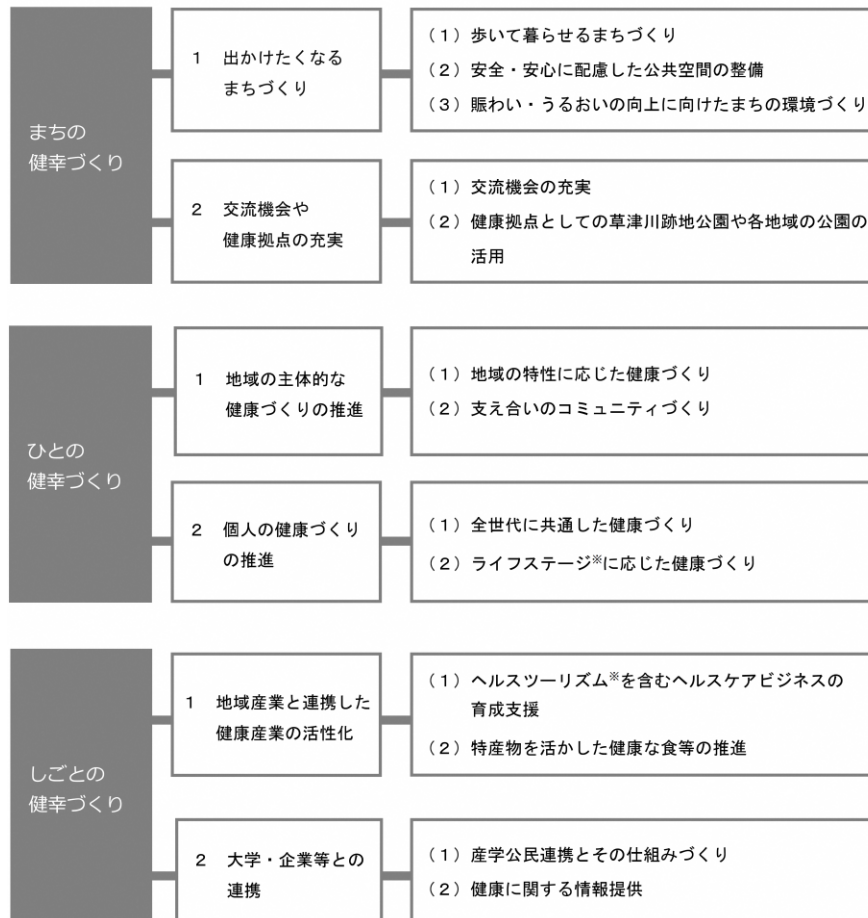 まちの
健幸づくり
1 出かけたくなる
まちづくり
(1)歩いて暮らせるまちづくり
(2)安全・安心に配慮した公共空間の整備
(3)賑わい・うるおいの向上に向けたまちの環境づくり
2 交流機会や
健康拠点の充実
(1)交流機会の充実
(2)健康拠点としての草津川跡地公園や各地域の公園の
活用
ひとの
健幸づくり
1 地域の主体的な
健康づくりの推進
(1)地域の特性に応じた健康づくり
(2)支え合いのコミュニティづくり
2 個人の健康づくり
の推進
(1)全世代に共通した健康づくり
(2)ライフステージ※に応じた健康づくり
しごとの
健幸づくり
1 地域産業と連携した
健康産業の活性化
(1)ヘルスツーリズム※を含むヘルスケアビジネスの
育成支援
(2)特産物を活かした健康な食等の推進
2 大学・企業等との
連携
(1)産学公民連携とその仕組みづくり
(2)健康に関する情報提供